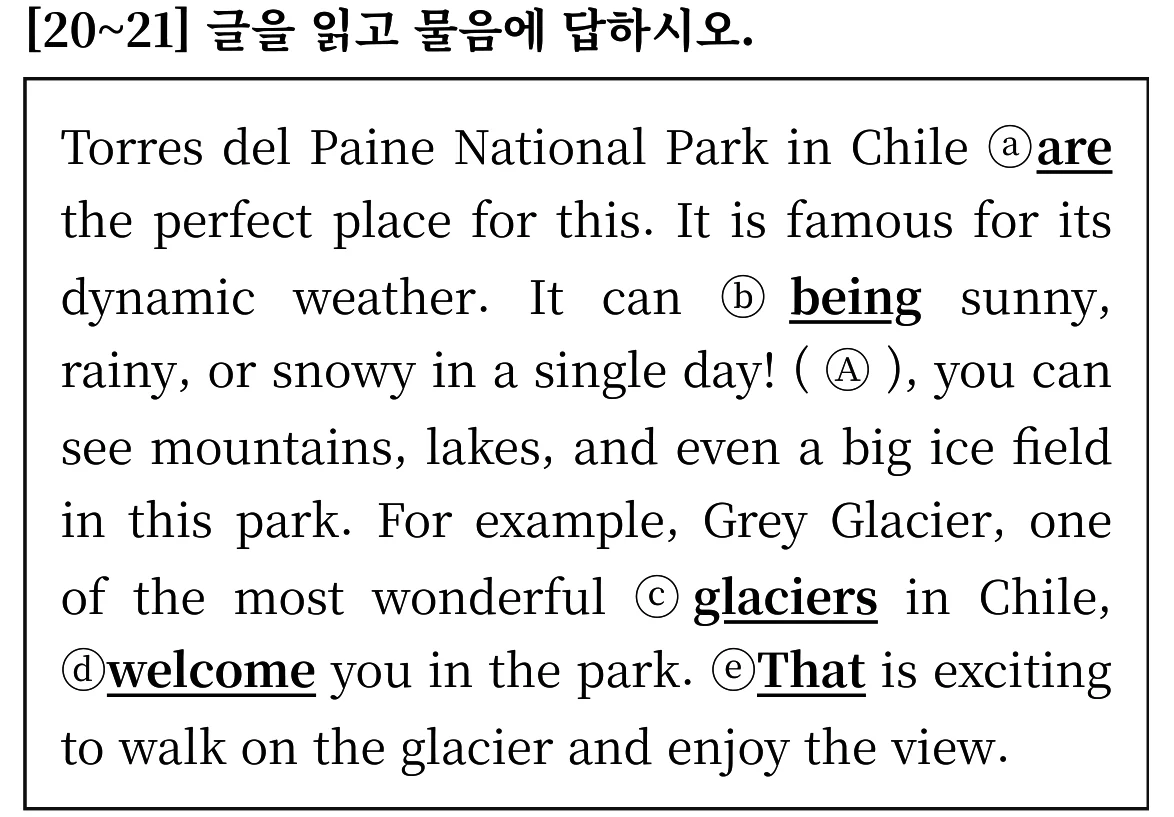 [20~21] 글을 읽고 물음에 답하시오.
Torres del Paine National Park in Chile ⓐare
the perfect place for this. It is famous for its
dynamic weather. It can ⓑ being sunny,
rainy, or snowy in a single day! ( Ⓐ ), you can
see mountains, lakes, and even a big ice field
in this park. For example, Grey Glacier, one
of the most wonderful ⓒ glaciers in Chile,
ⓓwelcome you in the park. ⓔThat is exciting
to walk on the glacier and enjoy the view.